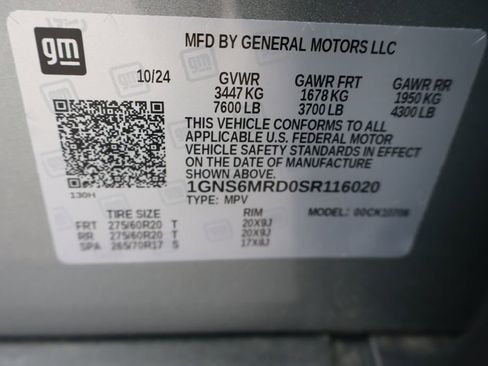 gm
MFD BY GENERAL MOTORS LLC
10/24 GVWR GAWR FRT GAWR RR
3447 KG 1678 KG 1950 KG
7600 LB 3700 LB 4300 LB
THIS VEHICLE CONFORMS TO ALL
APPLICABLE U.S. FEDERAL MOTOR
VEHICLE SAFETY STANDARDS IN EFFECT
ON THE DATE OF MANUFACTURE
SHOWN ABOVE.
130H
1GNS6MRD0SR116020
TYPE: MPV MODEL: 00CK10706
TIRE SIZE RIM
FRT 275/60R20 T 20X9J
RR 275/60R20 T 20X9J
SPA 265/70R17 S 17X8J